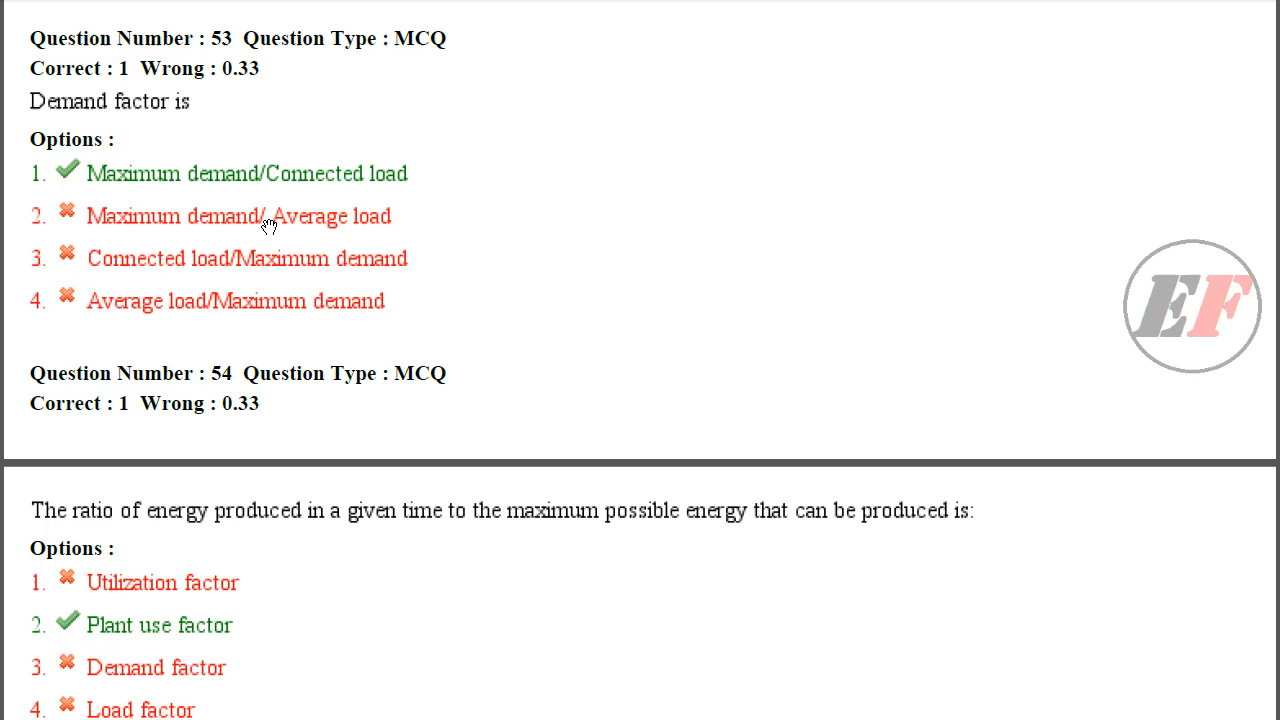 Question Number : 53 Question Type : MCQ
Correct : 1 Wrong : 0.33
Demand factor is
Options :
1. Maximum demand/Connected load
2. Maximum demand/ Average load
3. Connected load/Maximum demand
4. Average load/Maximum demand
EF
Question Number : 54 Question Type : MCQ
Correct : 1 Wrong : 0.33
The ratio of energy produced in a given time to the maximum possible energy that can be produced is:
Options :
1. Utilization factor
2. Plant use factor
3. Demand factor
4. Load factor